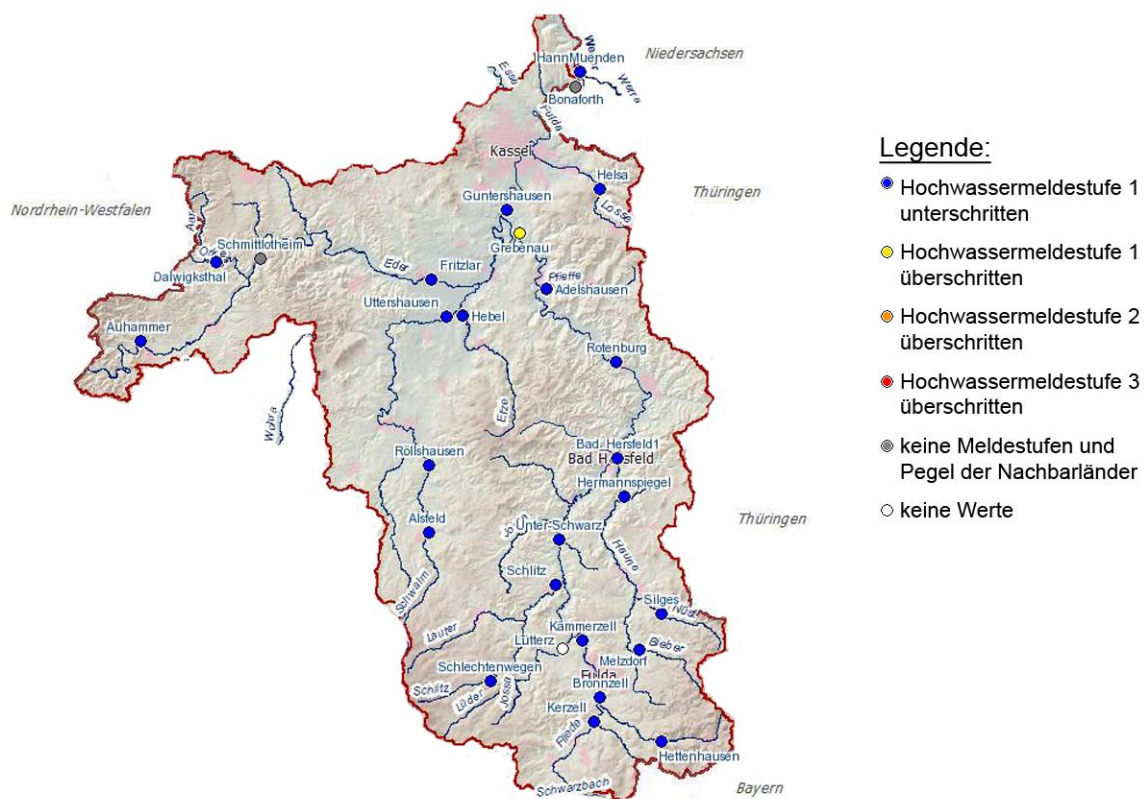 Niedersachsen
HannMuenden
Weser
Werra
Esse
Bonaforth
Fulda
Kassel
Helsa
Thüringen
Losse
Nordrhein-Westfalen
Aar
Guntershausen
Grebenau
Schmittlotheim
Orke
Dalwigksthal
Eder
Fritzlar
Pfieffe
Adelshausen
Uttershausen
Hebel
Auhammer
Rotenburg
Wohra
Efze
Röllshausen
Bad Hersfeld1
Bad Hersfeld
Hermannspiegel
Thüringen
Alsfeld
Unter-Schwarz
Haune
Schlitz
Schwalm
Silges
Nüst
Lauter
Lütterz
Kämmerzell
Bieber
Melzdorf
Schlechtenwegen
Fulda
Schlitz
Lüder
Jossa
Bronnzell
Kerzell
Fliede
Hettenhausen
Schwarzbach
Bayern
Legende:
Hochwassermeldestufe 1
unterschritten
Hochwassermeldestufe 1
überschritten
Hochwassermeldestufe 2
überschritten
Hochwassermeldestufe 3
überschritten
keine Meldestufen und
Pegel der Nachbarländer
keine Werte